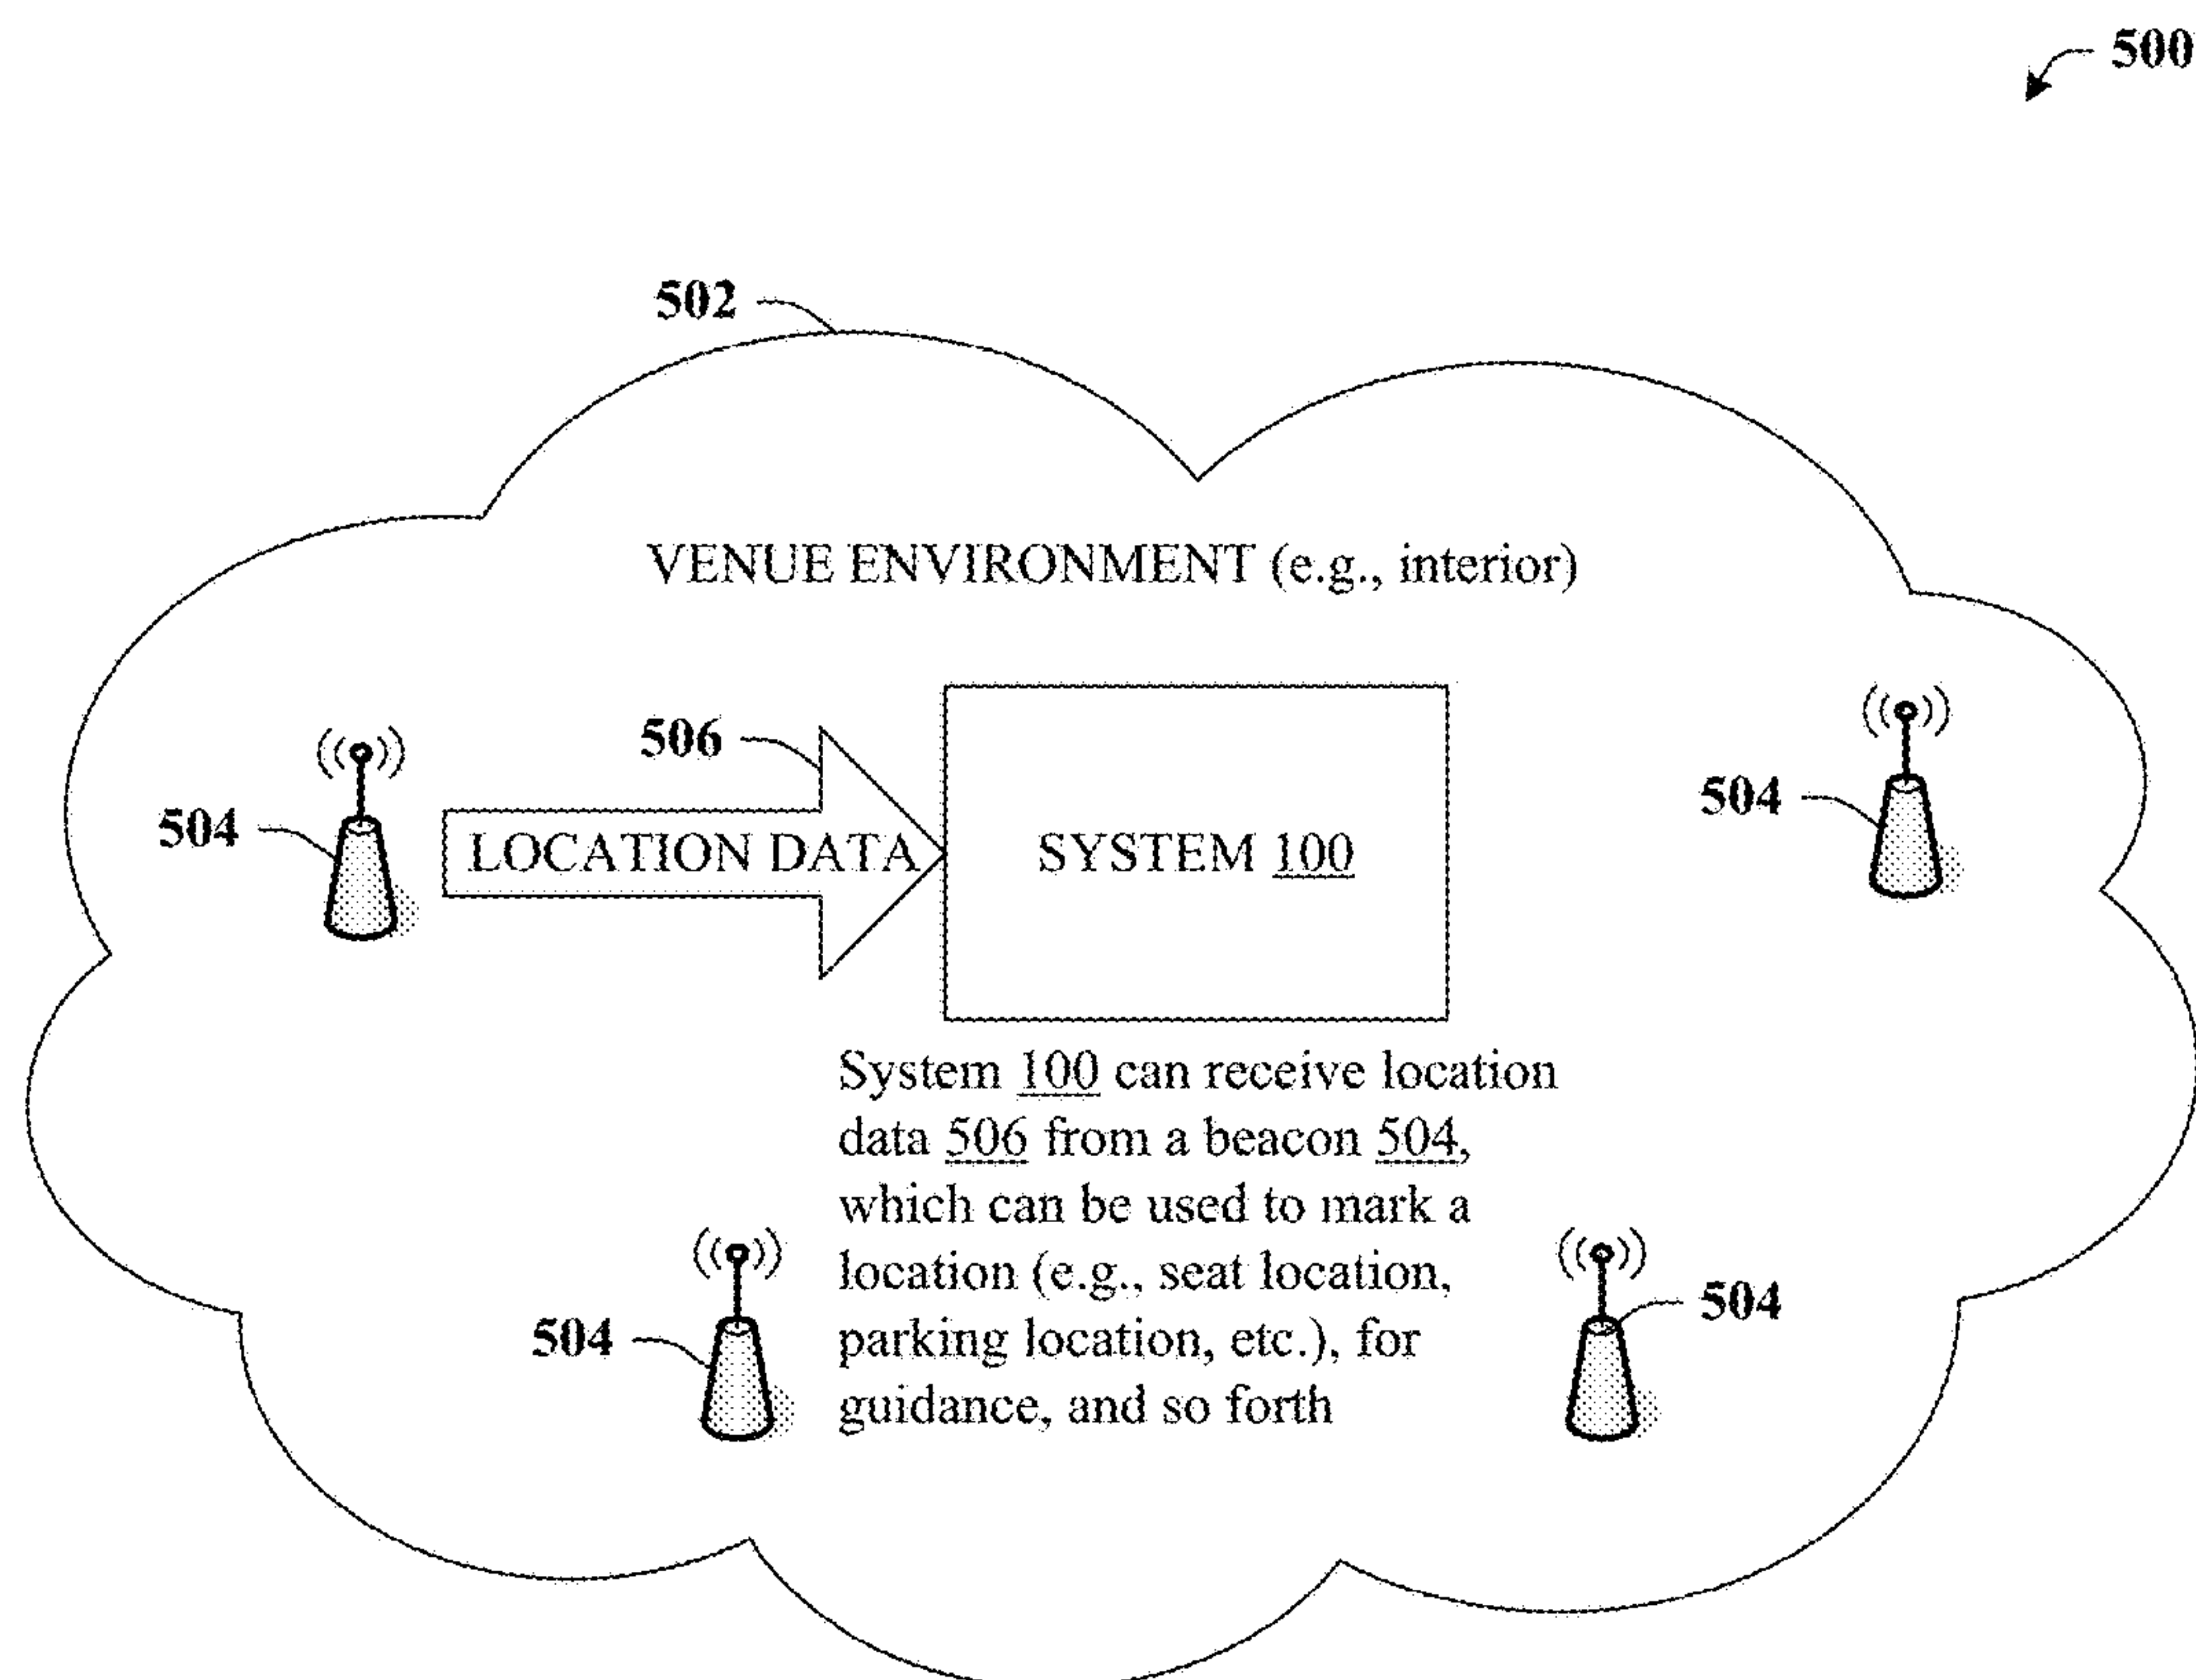 500
502
VENUE ENVIRONMENT (e.g., interior)
506
504
504
LOCATION DATA
SYSTEM 100
System 100 can receive location
data 506 from a beacon 504,
which can be used to mark a
location (e.g., seat location,
parking location, etc.), for
guidance, and so forth
504
504